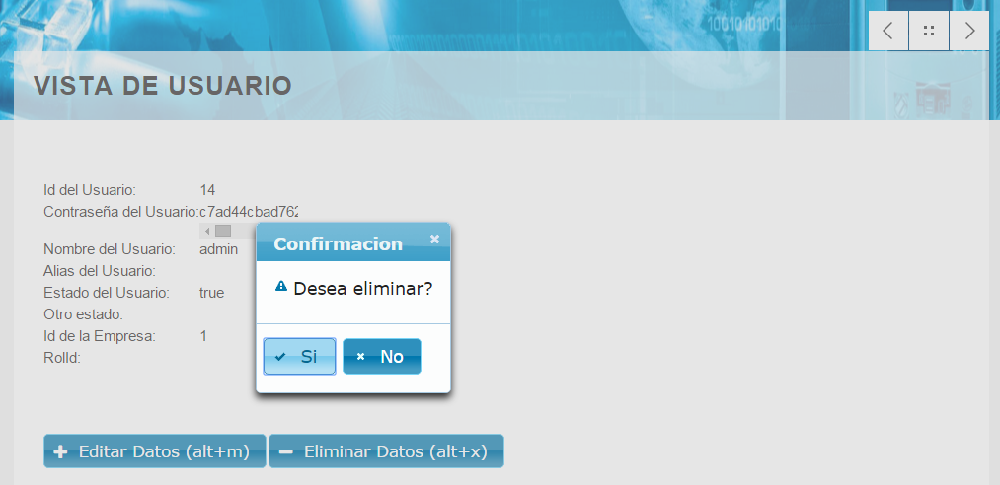 10010/01010
VISTA DE USUARIO
Id del Usuario: 14
Contraseña del Usuario:c7ad44cbad762
Nombre del Usuario: admin
Alias del Usuario:
Estado del Usuario: true
Otro estado:
Id de la Empresa: 1
RolId:
Confirmacion
Desea eliminar?
Si No
Editar Datos (alt+m) Eliminar Datos (alt+x)